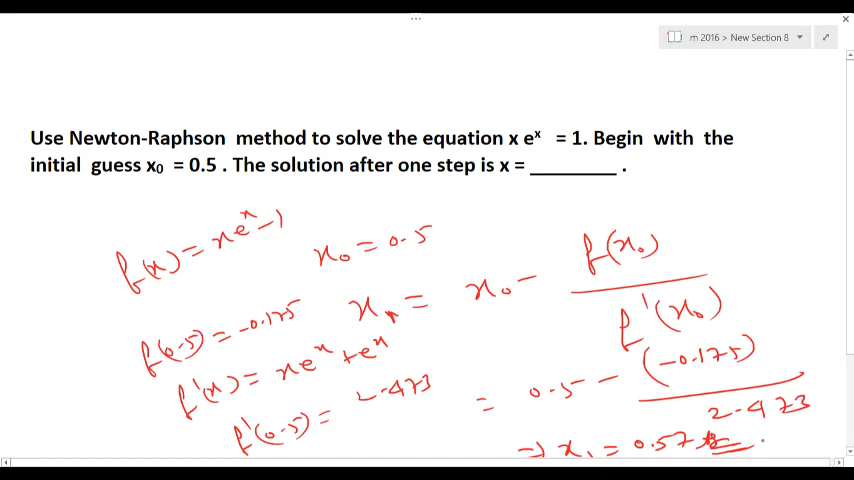 m 2016 > New Section 8
Use Newton-Raphson method to solve the equation x eˣ = 1. Begin with the
initial guess x₀ = 0.5 . The solution after one step is x = ________ .
f(x) = xeˣ-1
x₀ = 0.5
f(0.5) = -0.175
x₁ = x₀ - f(x₀) / f'(x₀)
f'(x) = xeˣ+eˣ
f'(0.5) = 2.473
= 0.5 - (-0.175) / 2.473
⇒ x₁ = 0.57